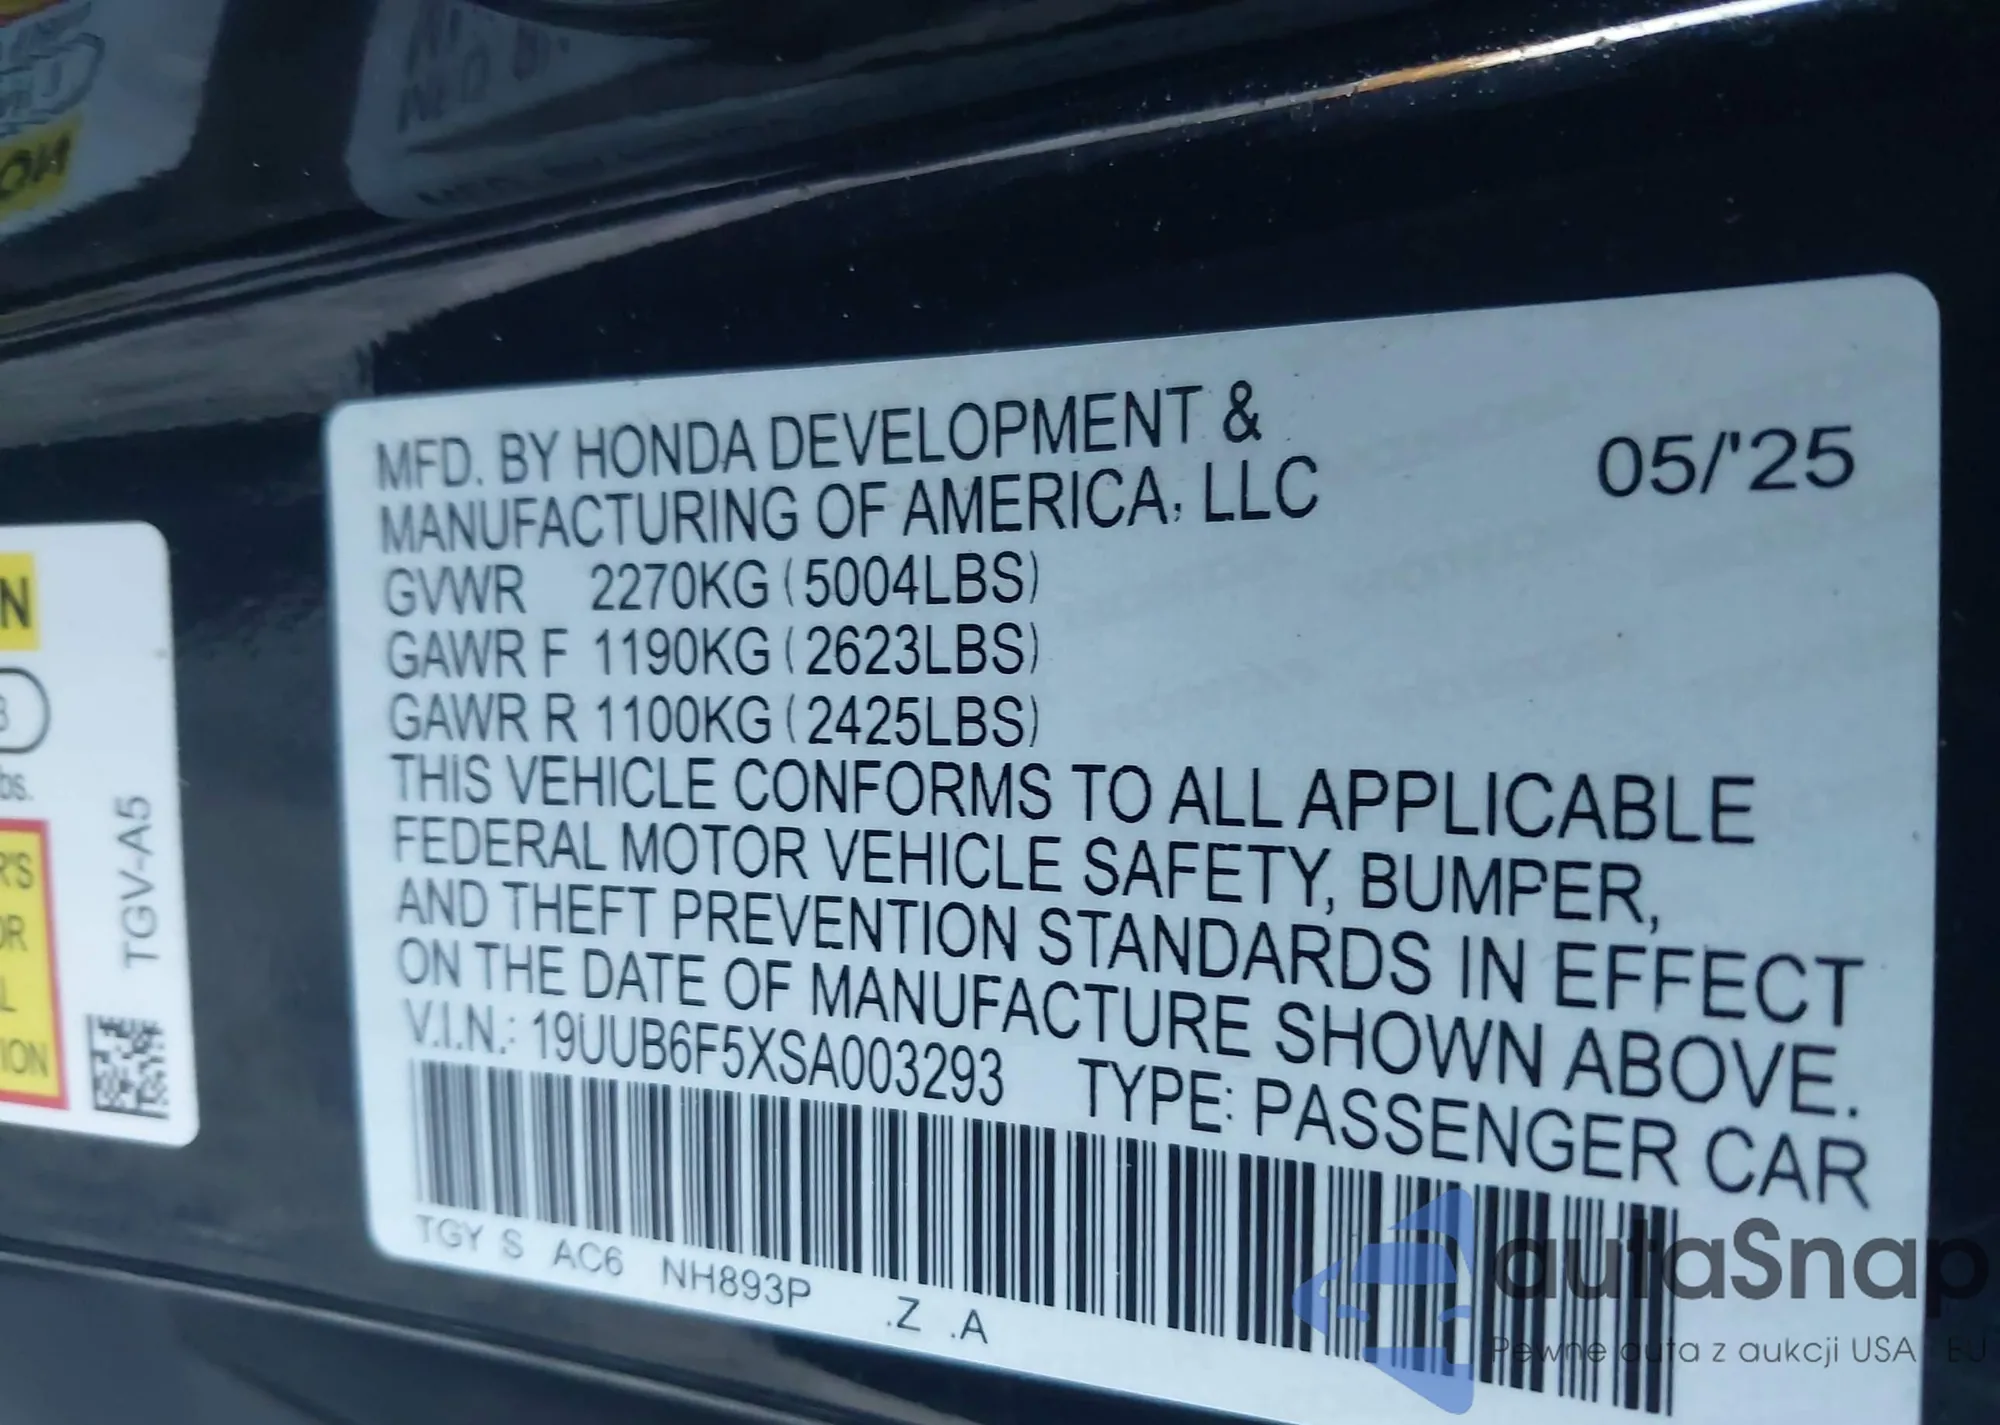 MFD. BY HONDA DEVELOPMENT &
MANUFACTURING OF AMERICA, LLC
05/'25
GVWR 2270KG (5004LBS)
GAWR F 1190KG (2623LBS)
GAWR R 1100KG (2425LBS)
THIS VEHICLE CONFORMS TO ALL APPLICABLE
FEDERAL MOTOR VEHICLE SAFETY, BUMPER,
AND THEFT PREVENTION STANDARDS IN EFFECT
ON THE DATE OF MANUFACTURE SHOWN ABOVE.
V.I.N.: 19UUB6F5XSA003293 TYPE: PASSENGER CAR
TGY S AC6 NH893P .Z .A
TGV-A5
autaSnap
Pewne auta z aukcji USA EU